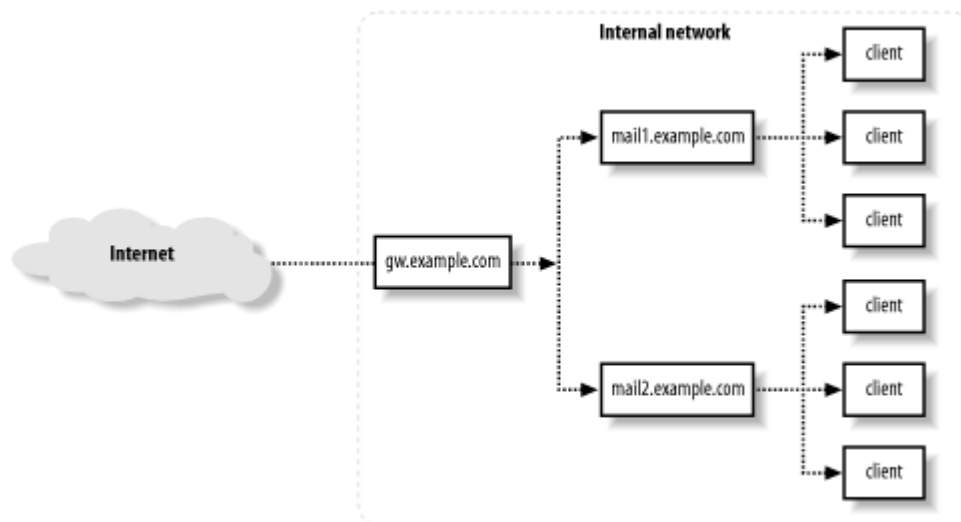 Internal network
client
mail1.example.com
client
client
Internet
gw.example.com
client
mail2.example.com
client
client